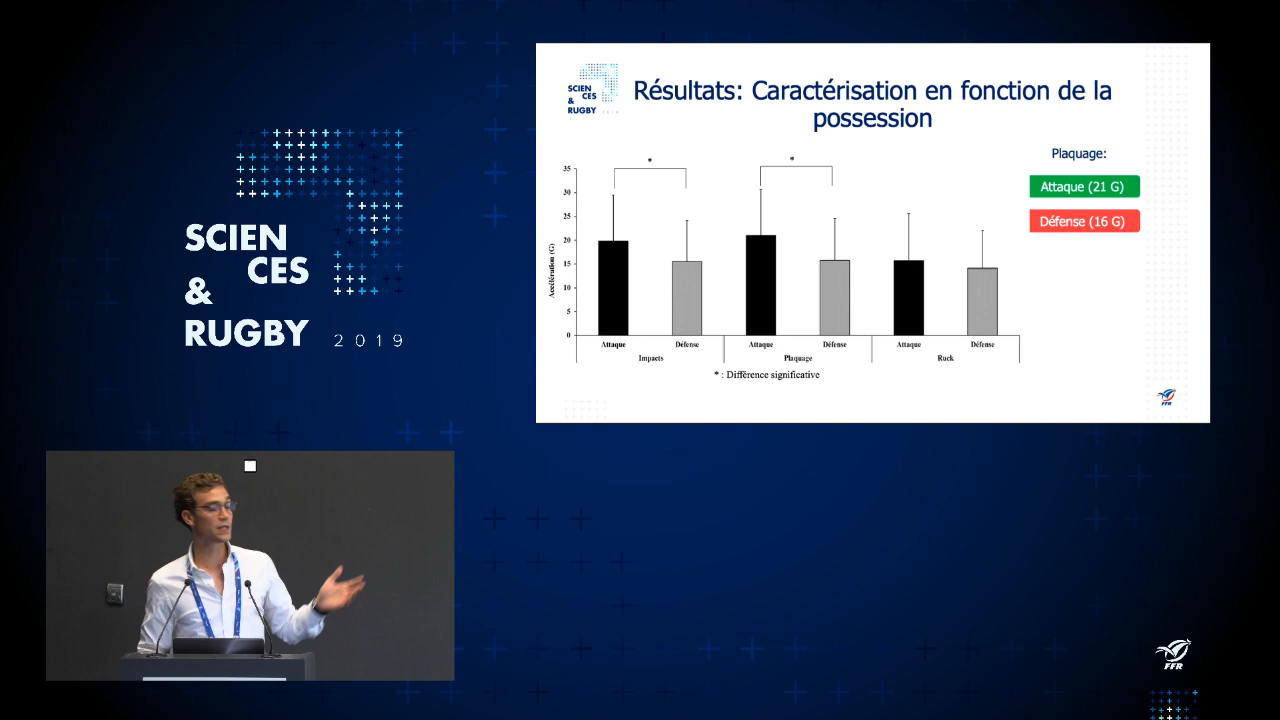 SCIEN
CES
&
RUGBY 2019
SCIEN
CES
&
RUGBY 2019
Résultats: Caractérisation en fonction de la
possession
Plaquage:
Attaque (21 G)
Défense (16 G)
* *
Accélération (G)
35
30
25
20
15
10
5
0
Attaque Défense Attaque Défense Attaque Défense
Impacts Plaquage Ruck
* : Différence significative
FFR
FFR